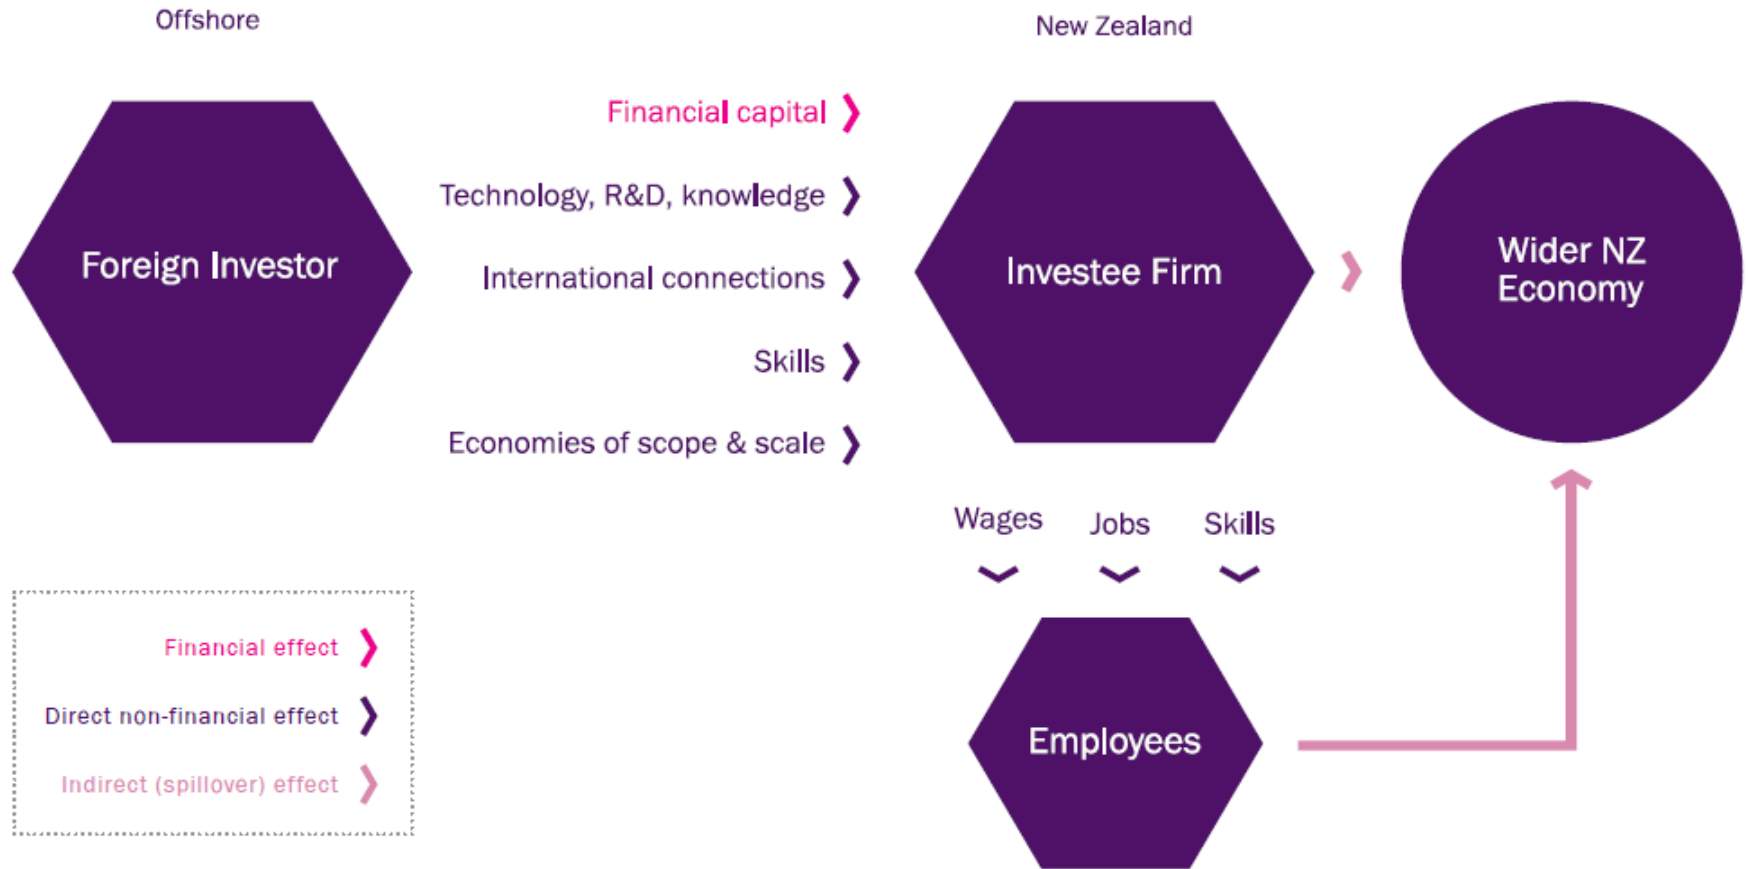 Offshore
New Zealand
Financial capital
Technology, R&D, knowledge
International connections
Skills
Economies of scope & scale
Foreign Investor
Investee Firm
Wider NZ
Economy
Wages
Jobs
Skills
Employees
Financial effect
Direct non-financial effect
Indirect (spillover) effect